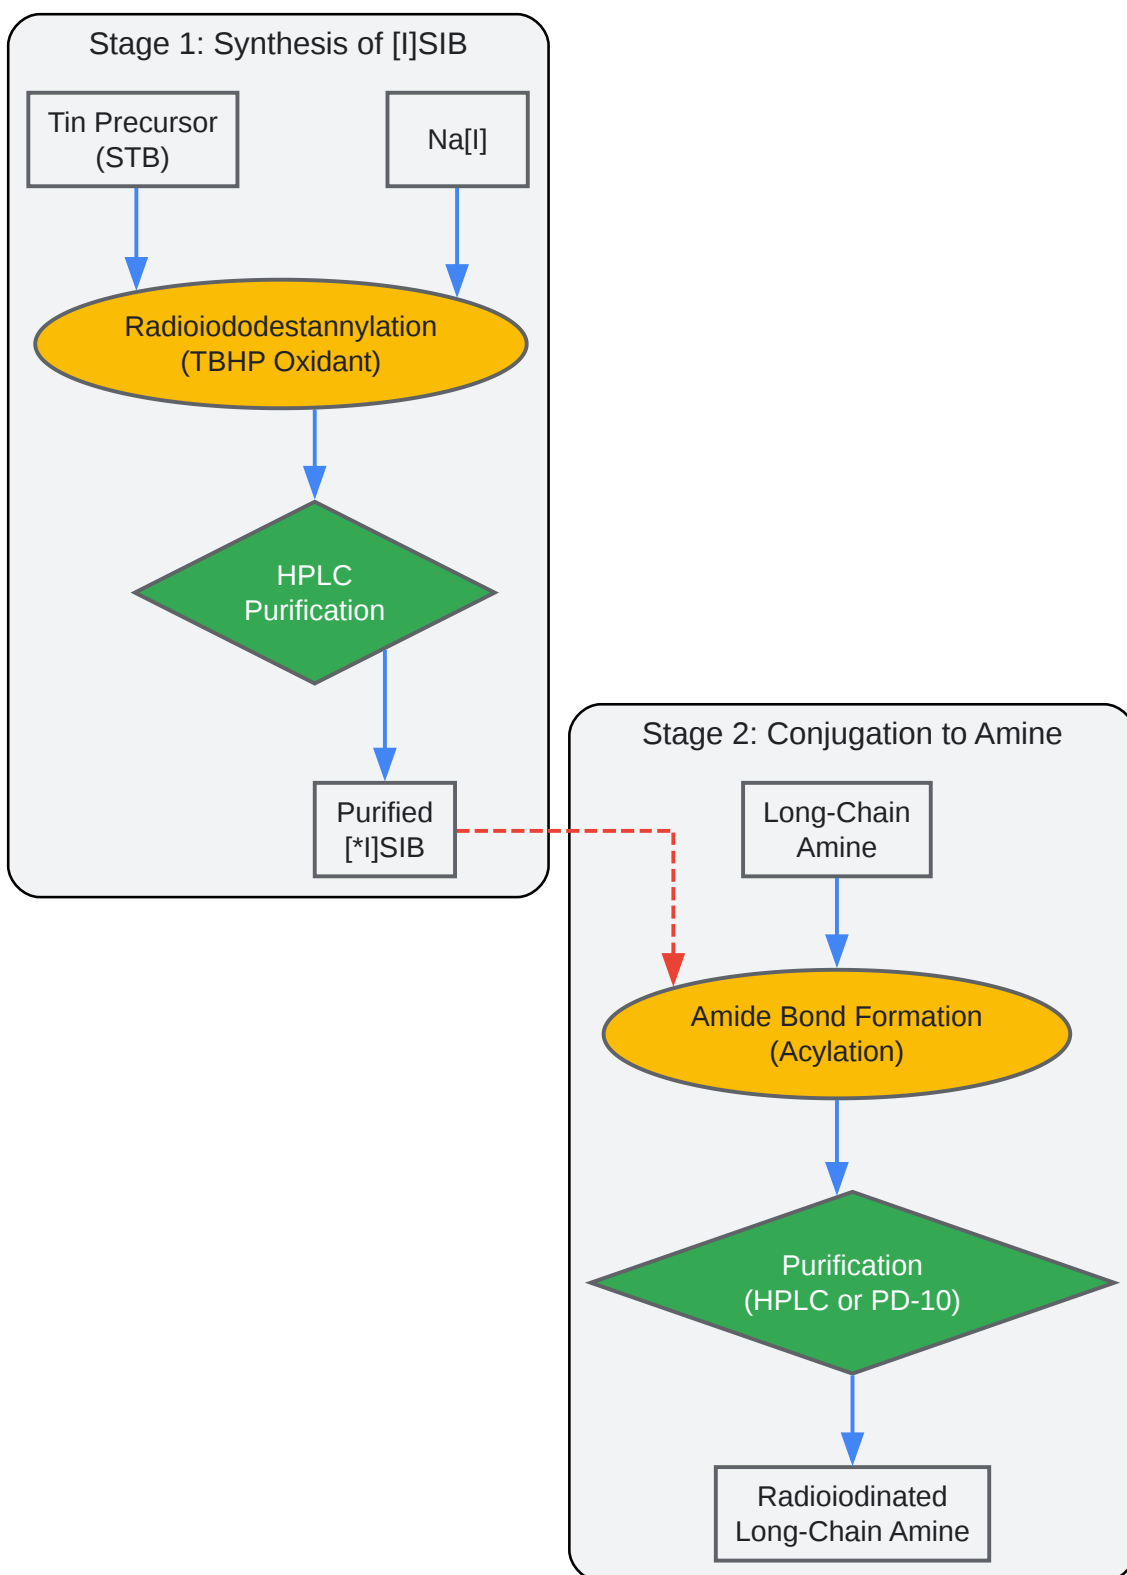 Stage 1: Synthesis of [I]SIB
Tin Precursor
(STB)
Na[I]
Radioiododestannylation
(TBHP Oxidant)
HPLC
Purification
Purified
[*I]SIB
Stage 2: Conjugation to Amine
Long-Chain
Amine
Amide Bond Formation
(Acylation)
Purification
(HPLC or PD-10)
Radioiodinated
Long-Chain Amine